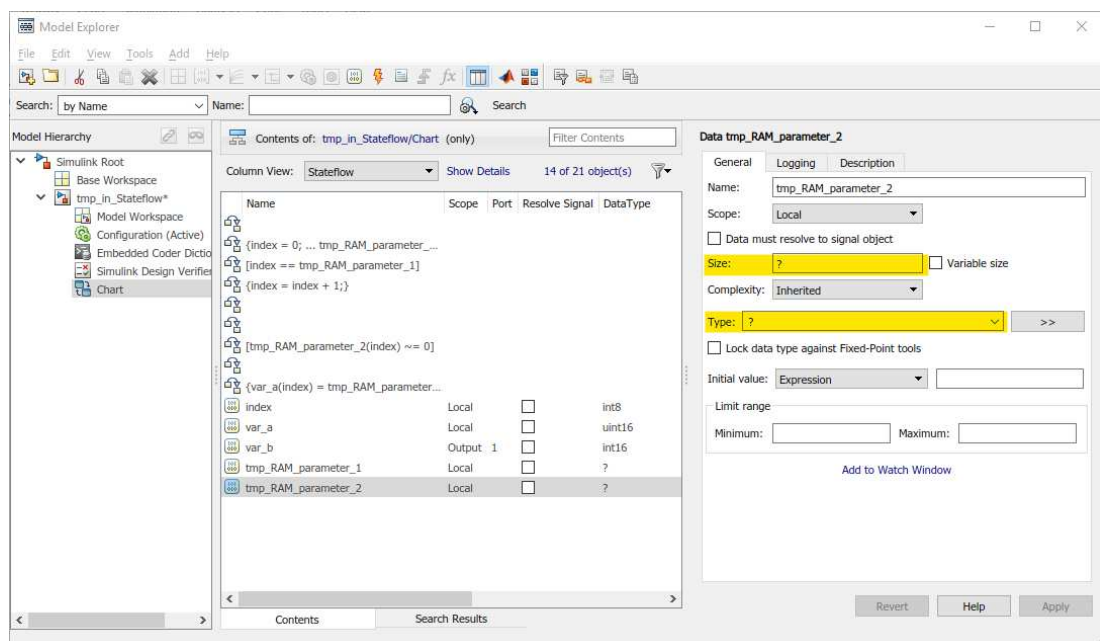 Model Explorer
File Edit View Tools Add Help
Search: by Name Name: Search
Model Hierarchy
Simulink Root
Base Workspace
tmp_in_Stateflow*
Model Workspace
Configuration (Active)
Embedded Coder Dictio
Simulink Design Verifier
Chart
Contents of: tmp_in_Stateflow/Chart (only) Filter Contents
Column View: Stateflow Show Details 14 of 21 object(s)
Name Scope Port Resolve Signal DataType
{index = 0; ... tmp_RAM_parameter_...
[index == tmp_RAM_parameter_1]
{index = index + 1;}
[tmp_RAM_parameter_2(index) ~= 0]
{var_a(index) = tmp_RAM_parameter...
index Local int8
var_a Local uint16
var_b Output 1 int16
tmp_RAM_parameter_1 Local ?
tmp_RAM_parameter_2 Local ?
Contents Search Results
Data tmp_RAM_parameter_2
General Logging Description
Name: tmp_RAM_parameter_2
Scope: Local
Data must resolve to signal object
Size: ? Variable size
Complexity: Inherited
Type: ? >>
Lock data type against Fixed-Point tools
Initial value: Expression
Limit range
Minimum: Maximum:
Add to Watch Window
Revert Help Apply